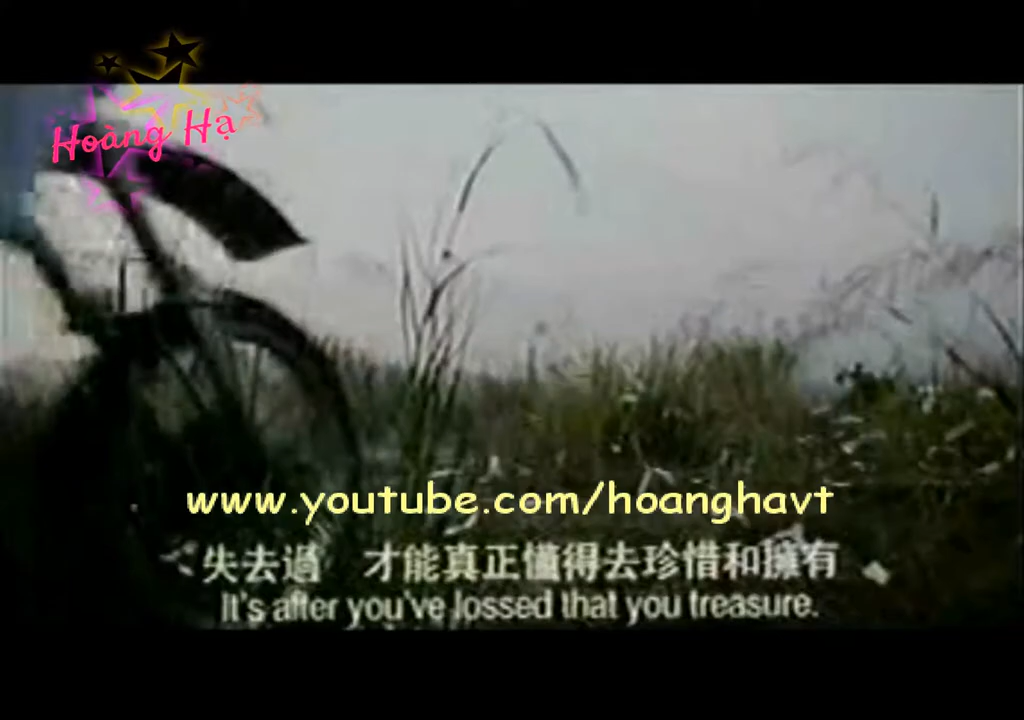 Hoàng Hạ
www.youtube.com/hoanghavt
失去過 才能真正懂得去珍惜和擁有
It's after you've lossed that you treasure.